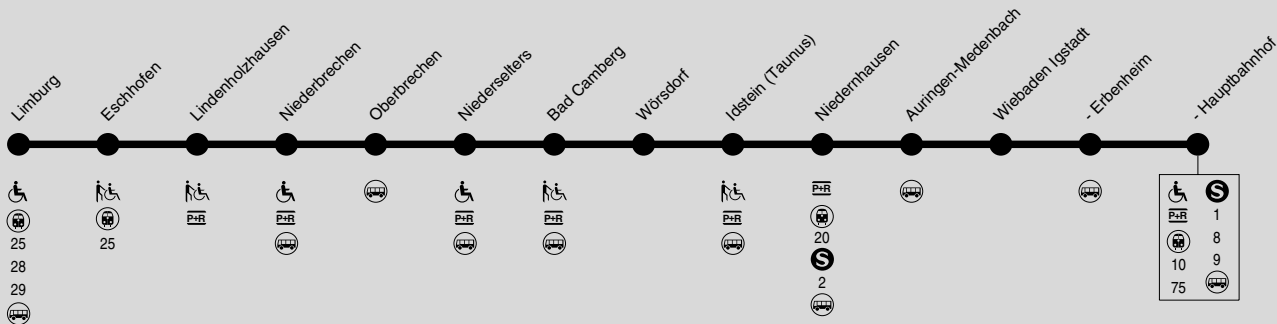 Limburg
Eschhofen
Lindenholzhausen
Niederbrechen
Oberbrechen
Niederselters
Bad Camberg
Wörsdorf
Idstein (Taunus)
Niedernhausen
Auringen-Medenbach
Wiebaden Igstadt
- Erbenheim
- Hauptbahnhof
25
28
29
25
P+R
P+R
P+R
P+R
P+R
P+R
20
S
2
P+R
10
75
S
1
8
9